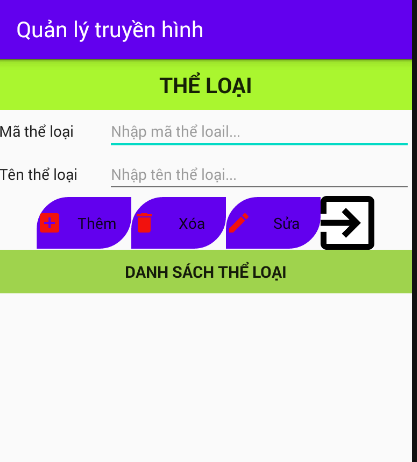 Quản lý truyền hình
THỂ LOẠI
Mã thể loại Nhập mã thể loail...
Tên thể loại Nhập tên thể loại...
Thêm Xóa Sửa
DANH SÁCH THỂ LOẠI